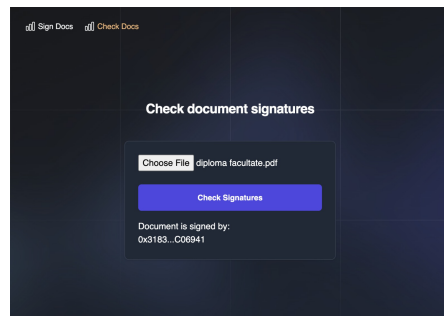 Sign Docs Check Docs
Check document signatures
Choose File diploma facultate.pdf
Check Signatures
Document is signed by:
0x3183...C06941